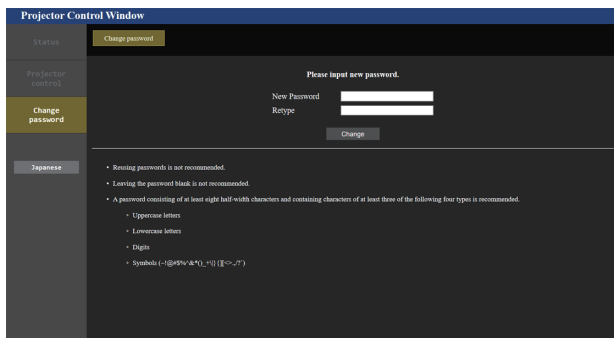 Projector Control Window
Status
Change password
Projector
control
Change
password
Japanese
Please input new password.
New Password
Retype
Change
• Reusing passwords is not recommended.
• Leaving the password blank is not recommended.
• A password consisting of at least eight half-width characters and containing characters of at least three of the following four types is recommended.
Uppercase letters
Lowercase letters
Digits
Symbols